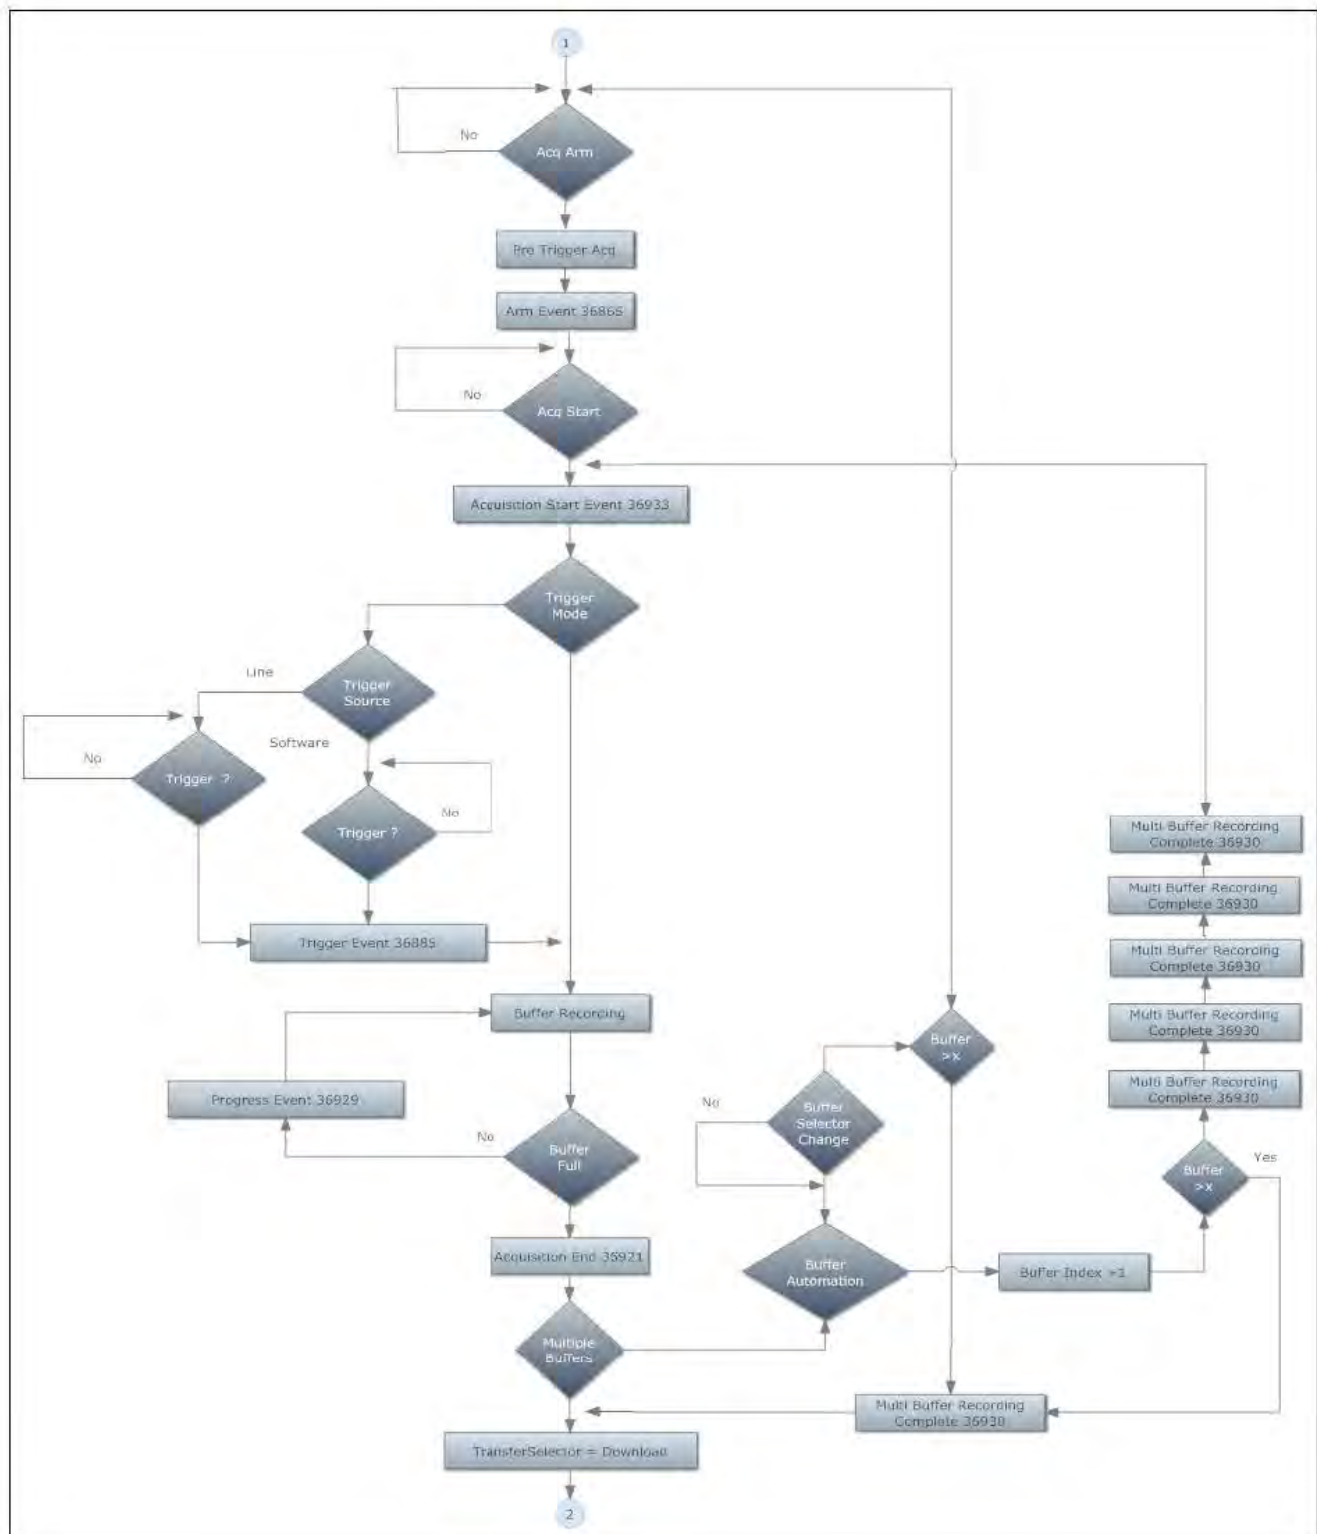 1
No
Acq Arm
Pre Trigger Acq
Arm Event 36865
No
Acq Start
Acquisition Start Event 36933
Trigger
Mode
Line
Trigger
Source
Software
No
Trigger ?
No
Trigger ?
Trigger Event 36885
Buffer Recording
Progress Event 36929
No
Buffer
Full
Acquisition End 36921
Multiple
Buffers
TransferSelector = Download
2
Buffer
>x
No
Buffer
Selector
Change
Buffer
Automation
Buffer Index +1
Multi Buffer Recording
Complete 36930
Multi Buffer Recording
Complete 36930
Multi Buffer Recording
Complete 36930
Multi Buffer Recording
Complete 36930
Multi Buffer Recording
Complete 36930
Buffer
>x
Yes
Multi Buffer Recording
Complete 36930